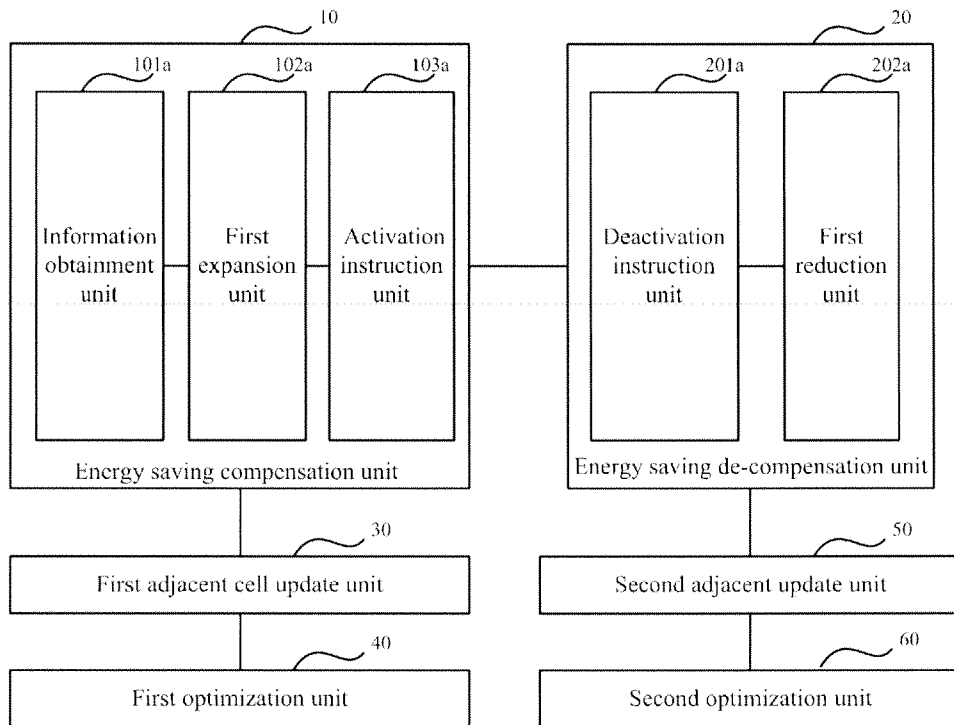 10
20
101a
102a
103a
201a
202a
Information
obtainment
unit
First
expansion
unit
Activation
instruction
unit
Deactivation
instruction
unit
First
reduction
unit
Energy saving compensation unit
Energy saving de-compensation unit
30
50
First adjacent cell update unit
Second adjacent update unit
40
60
First optimization unit
Second optimization unit